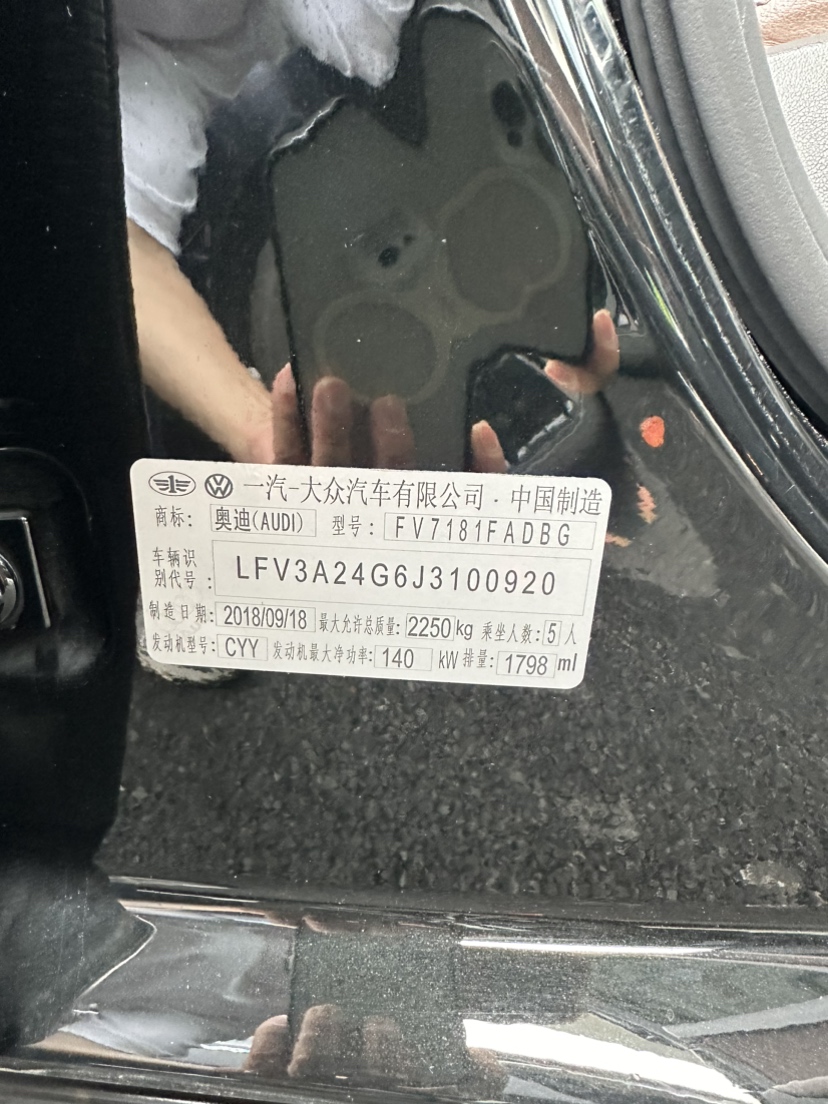 一汽-大众汽车有限公司·中国制造
商标: 奥迪(AUDI) 型号: FV7181FADBG
车辆识别代号: LFV3A24G6J3100920
制造日期: 2018/09/18 最大允许总质量: 2250 kg 乘坐人数: 5 人
发动机型号: CYY 发动机最大净功率: 140 kW 排量: 1798 ml